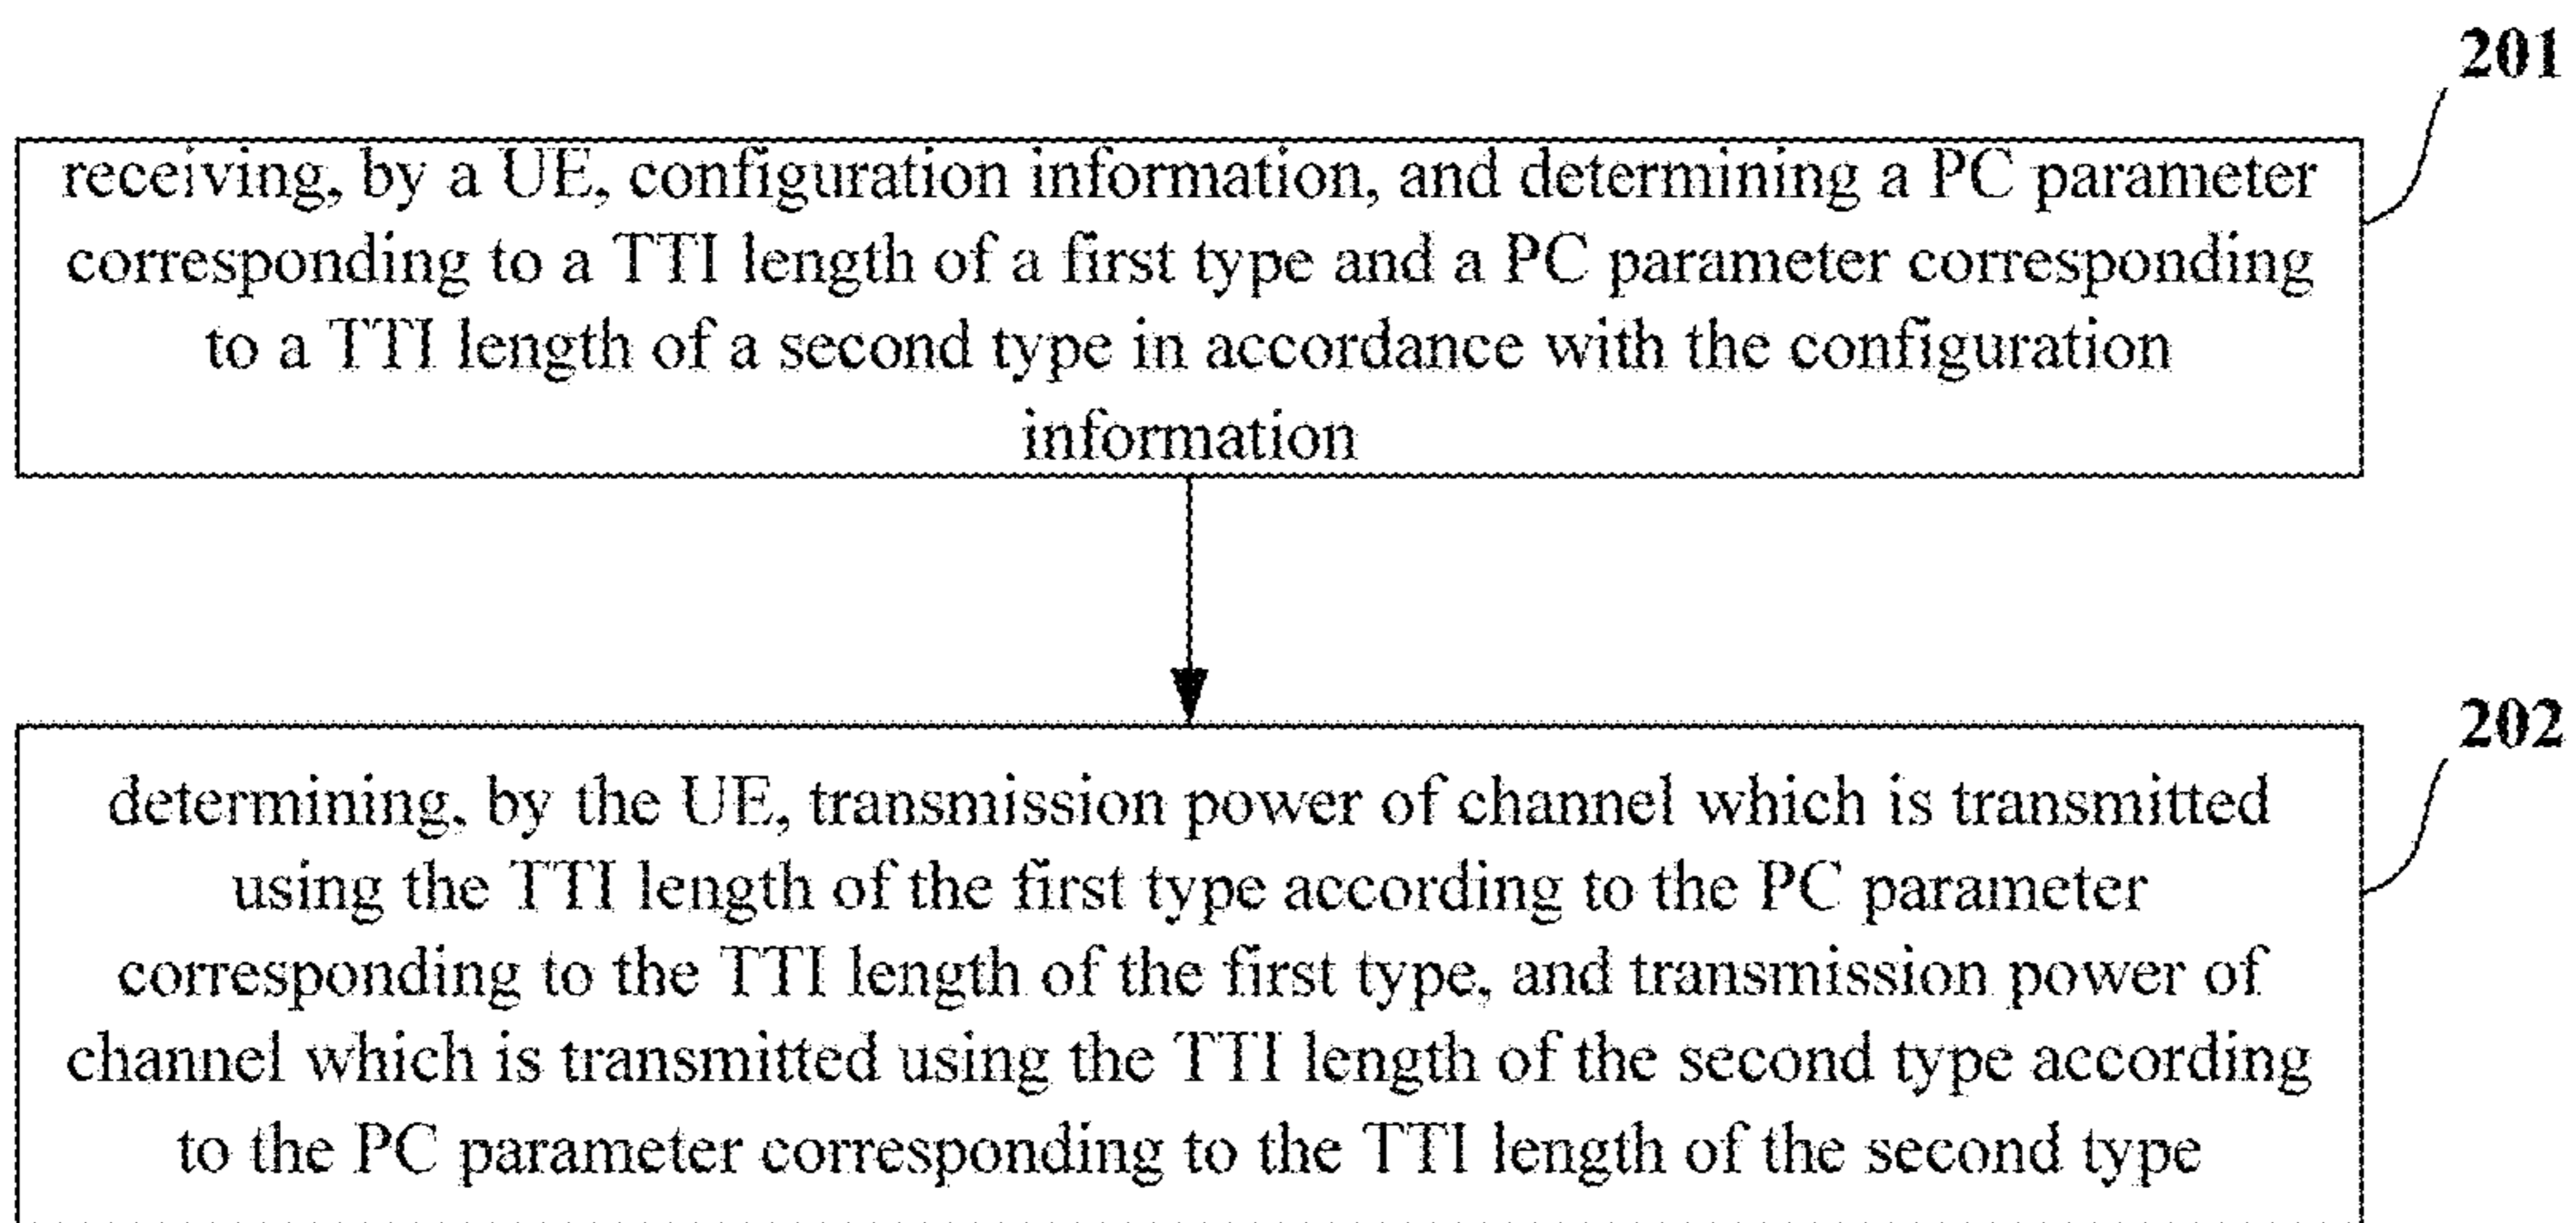 201
receiving, by a UE, configuration information, and determining a PC parameter
corresponding to a TTI length of a first type and a PC parameter corresponding
to a TTI length of a second type in accordance with the configuration
information
202
determining, by the UE, transmission power of channel which is transmitted
using the TTI length of the first type according to the PC parameter
corresponding to the TTI length of the first type, and transmission power of
channel which is transmitted using the TTI length of the second type according
to the PC parameter corresponding to the TTI length of the second type